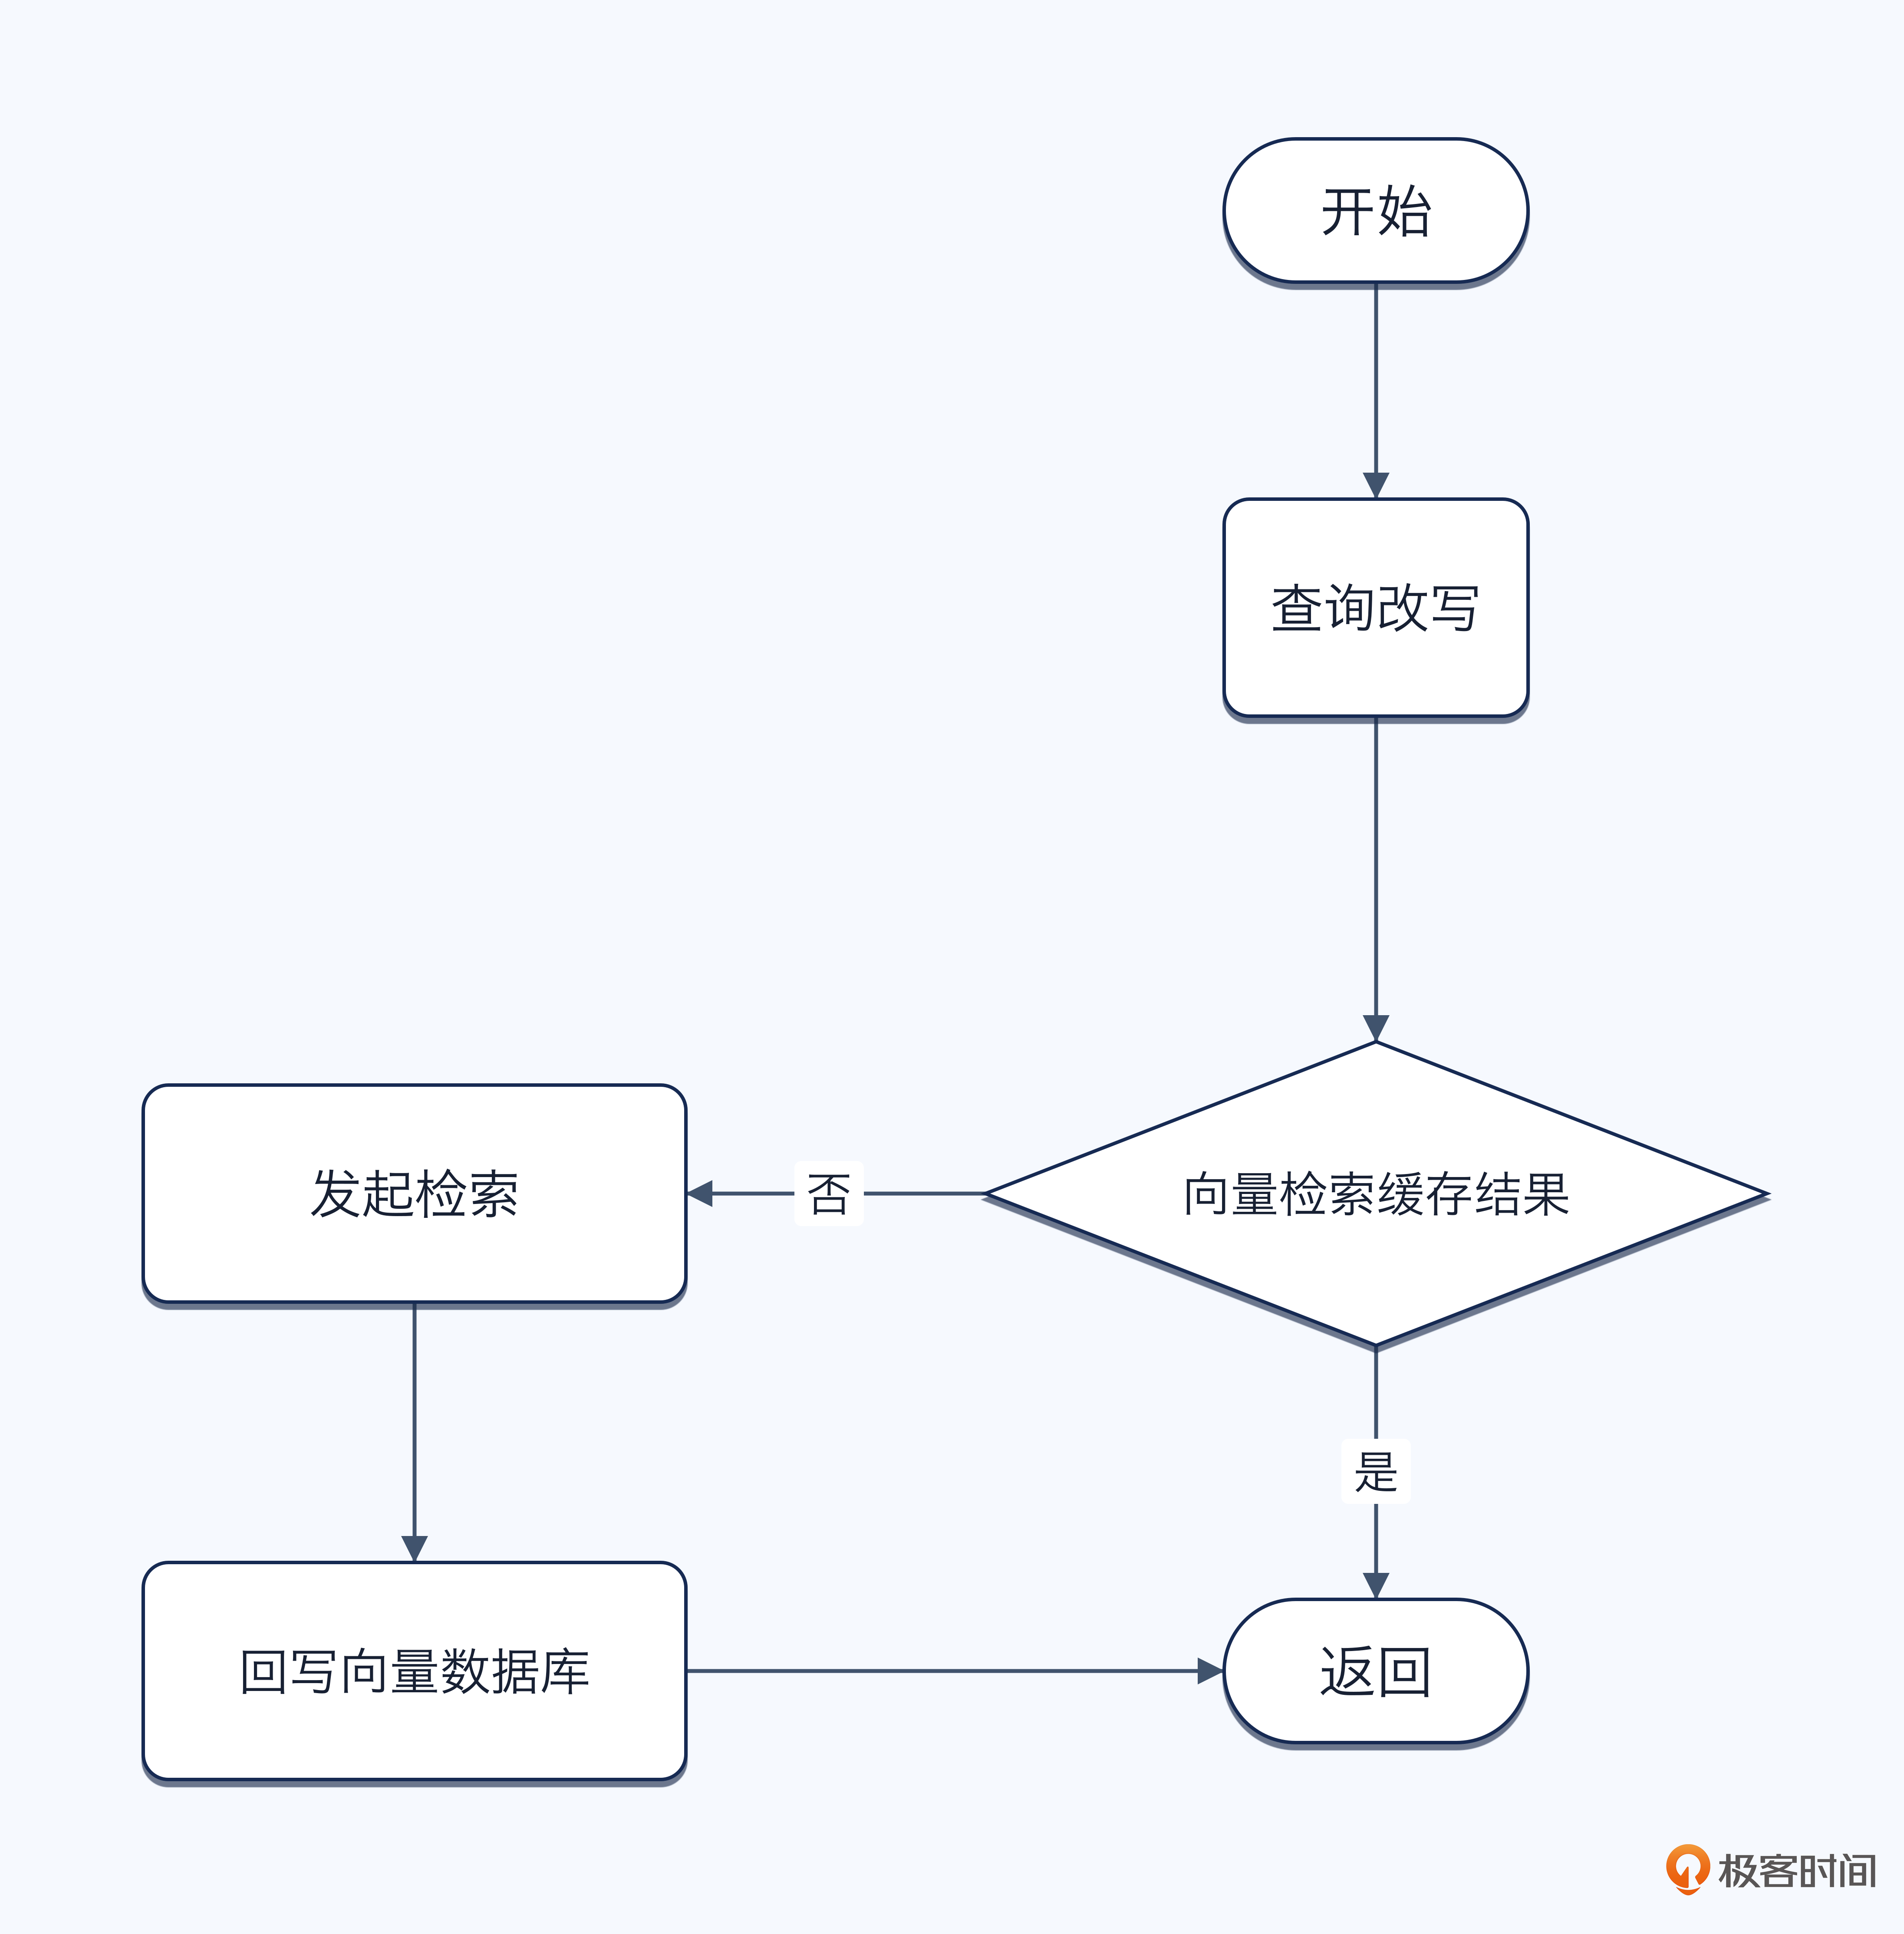 开始
查询改写
向量检索缓存结果
否
发起检索
是
回写向量数据库
返回
极客时间